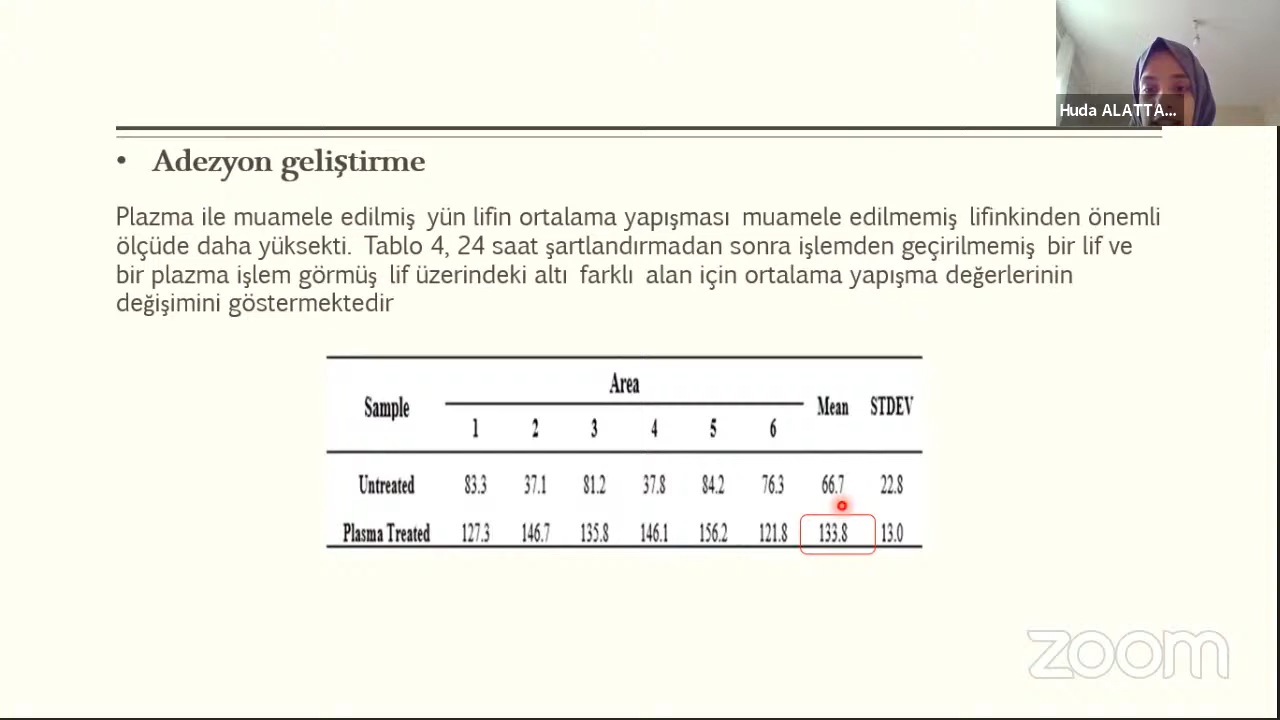 Huda ALATTA...
• Adezyon geliştirme
Plazma ile muamele edilmiş yün lifin ortalama yapışması muamele edilmemiş lifinkinden önemli
ölçüde daha yüksekti. Tablo 4, 24 saat şartlandırmadan sonra işlemden geçirilmemiş bir lif ve
bir plazma işlem görmüş lif üzerindeki altı farklı alan için ortalama yapışma değerlerinin
değişimini göstermektedir
Sample Area Mean STDEV
1 2 3 4 5 6
Untreated 83.3 37.1 81.2 37.8 84.2 76.3 66.7 22.8
Plasma Treated 127.3 146.7 135.8 146.1 156.2 121.8 133.8 13.0
zoom